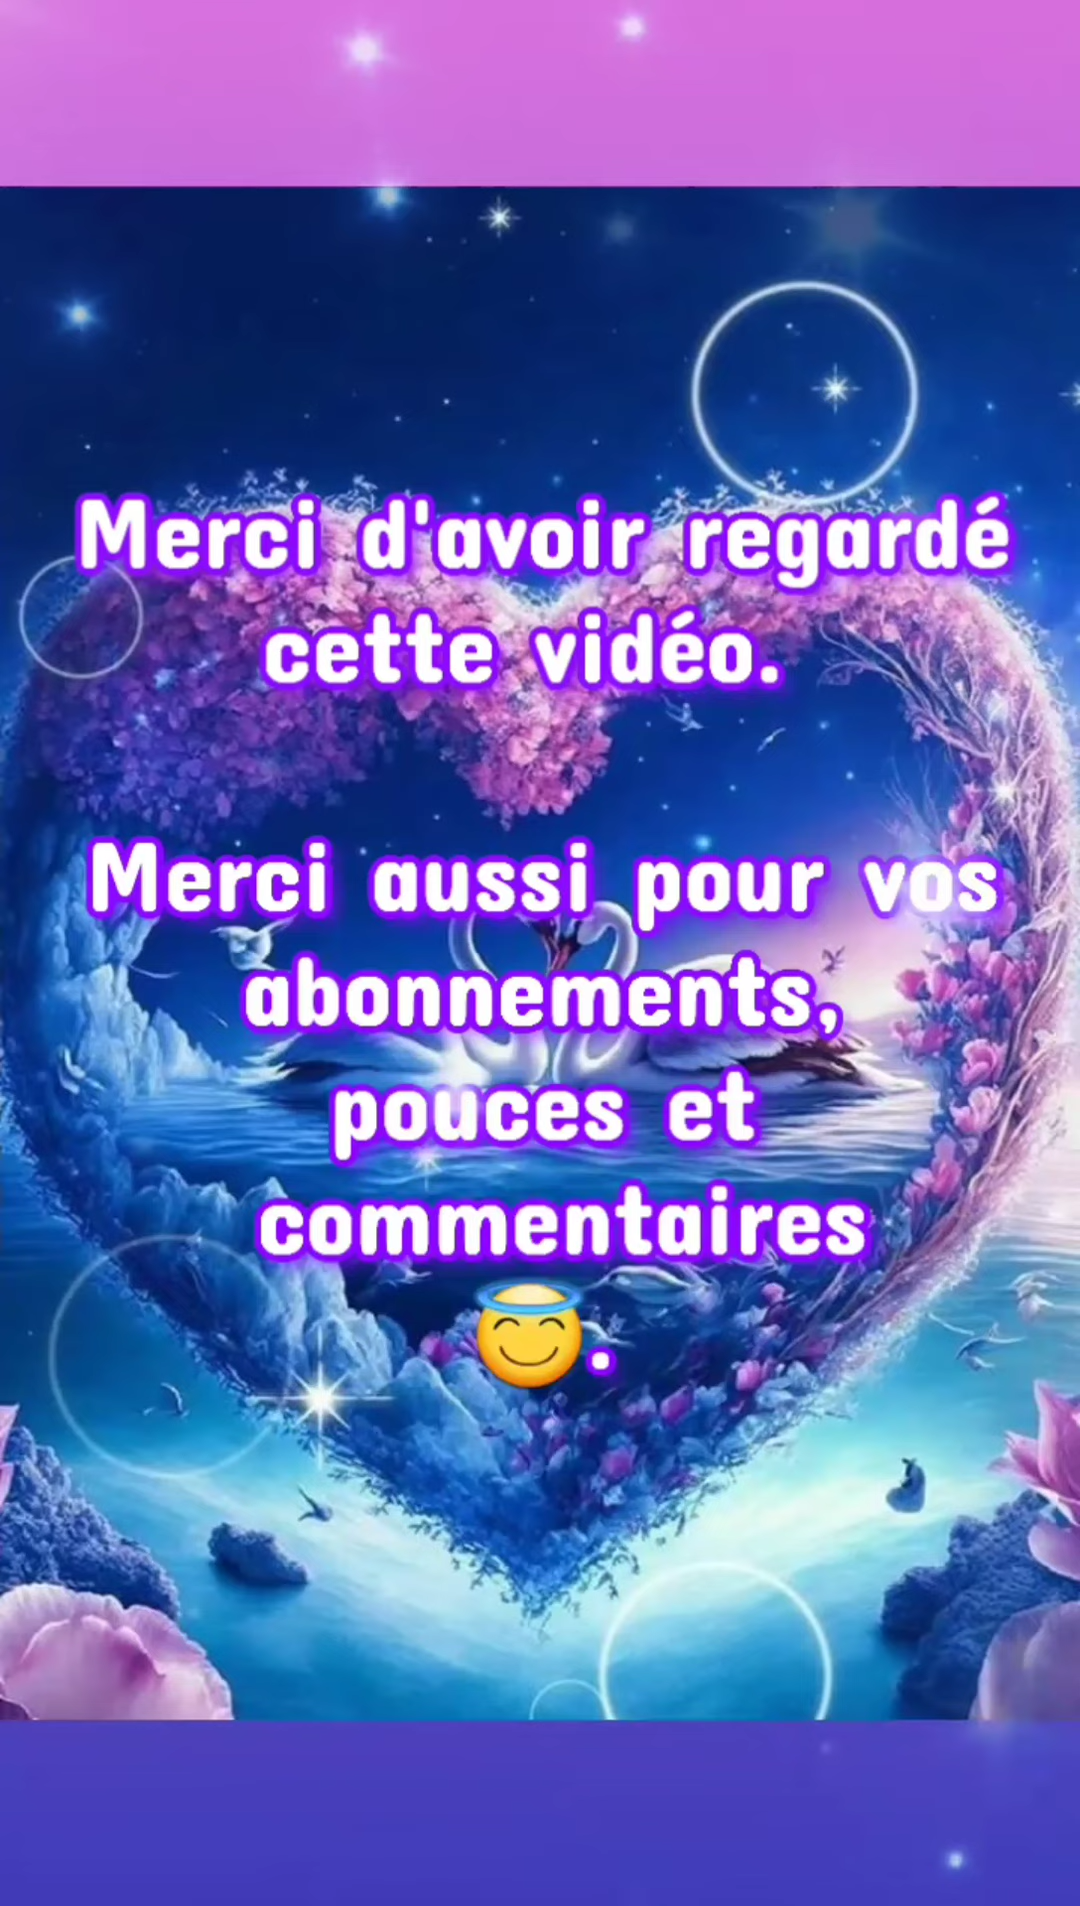 Merci d'avoir regardé
cette vidéo.
Merci aussi pour vos
abonnements,
pouces et
commentaires
😇.